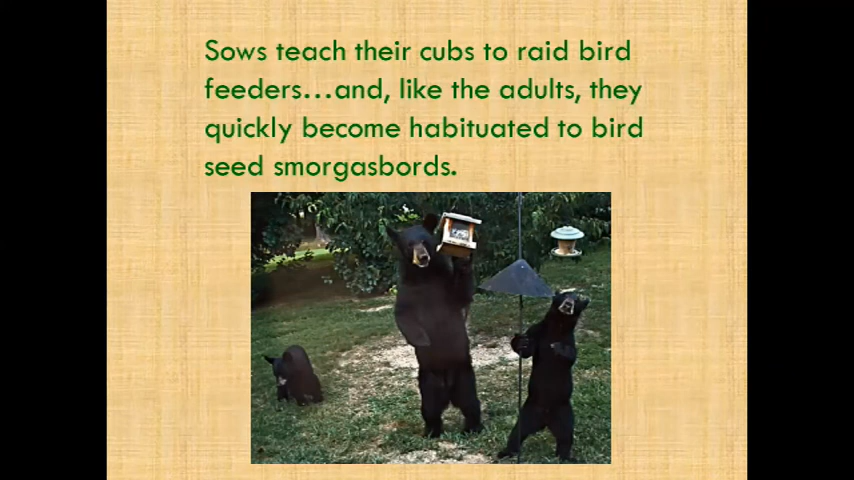 Sows teach their cubs to raid bird
feeders...and, like the adults, they
quickly become habituated to bird
seed smorgasbords.